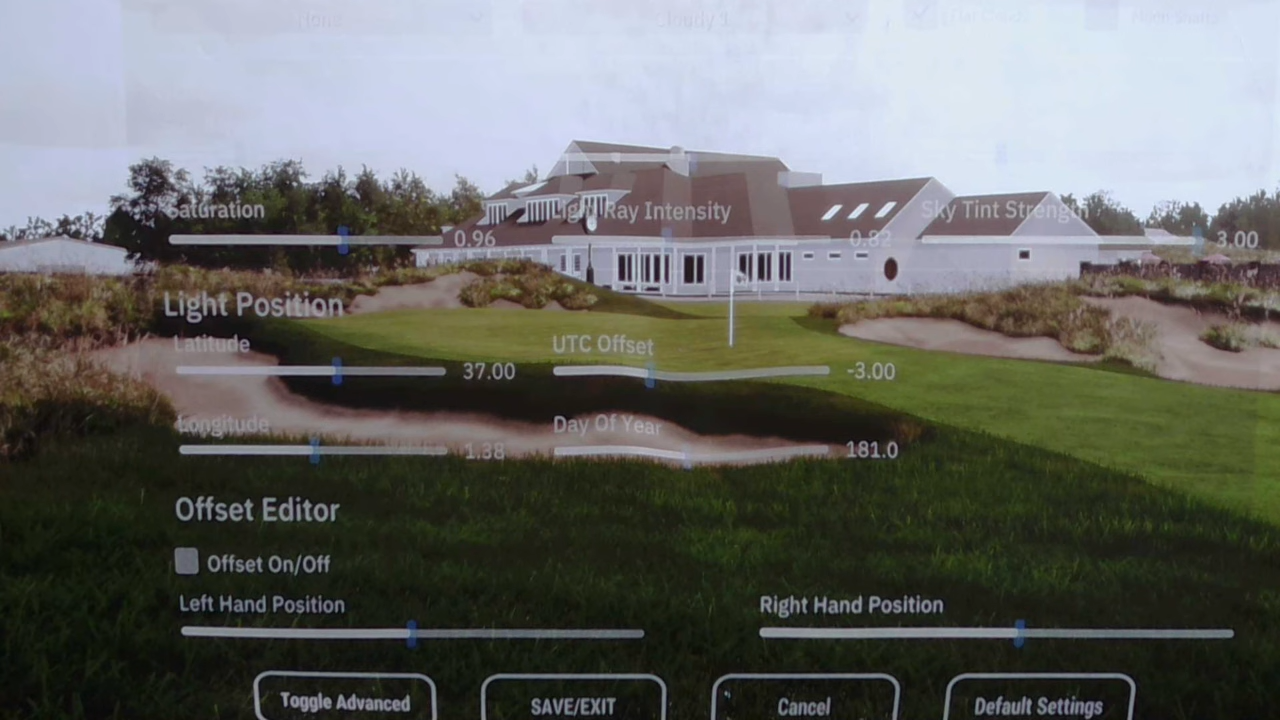 None
Saturation
Light Ray Intensity
Sky Tint Strength
0.96
0.82
3.00
Light Position
Latitude
UTC Offset
37.00
-3.00
Longitude
Day Of Year
1.38
181.0
Offset Editor
Offset On/Off
Left Hand Position
Right Hand Position
Toggle Advanced
SAVE/EXIT
Cancel
Default Settings